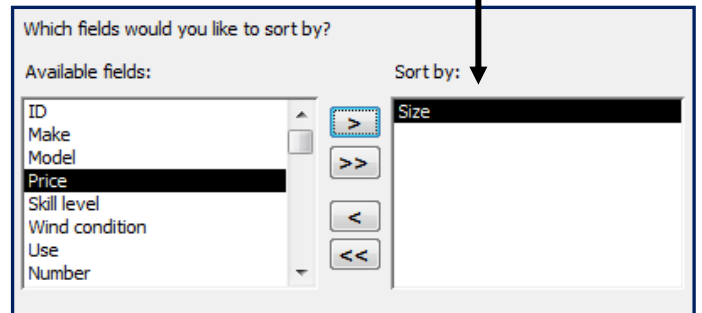 Which fields would you like to sort by?
Available fields:
Sort by:
ID
Make
Model
Price
Skill level
Wind condition
Use
Number
>
>>
<
<<
Size